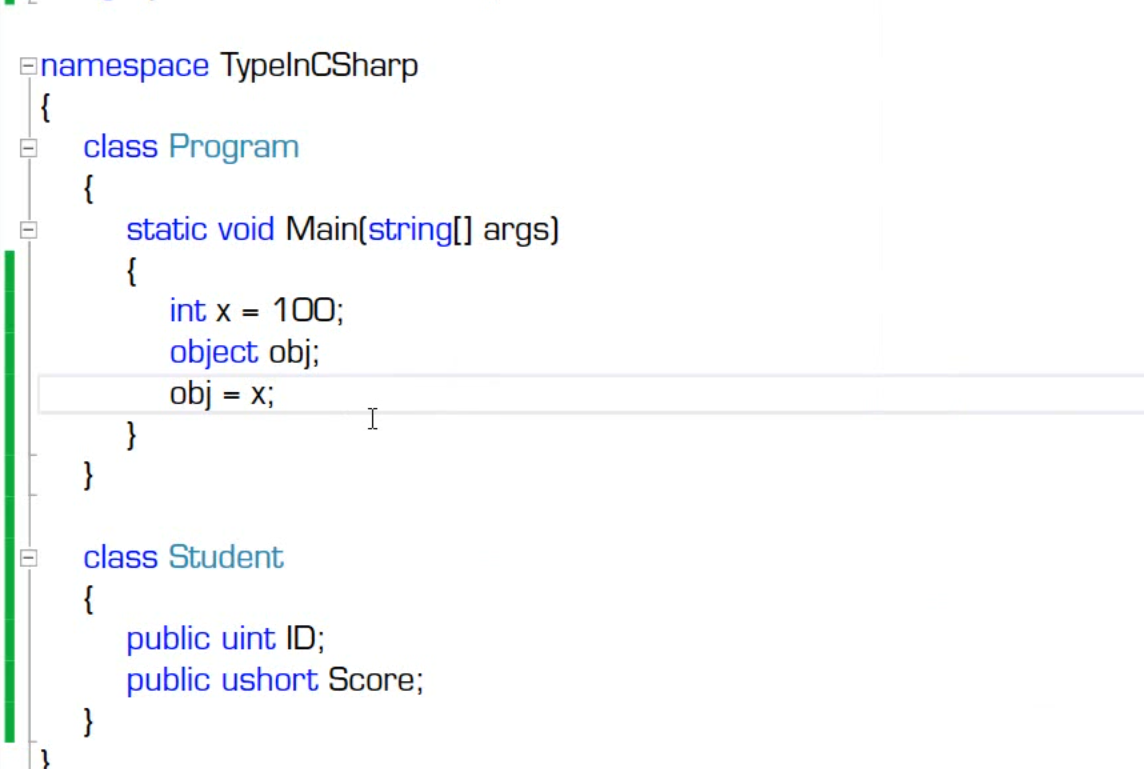 namespace TypeInCSharp
{
class Program
{
static void Main(string[] args)
{
int x = 100;
object obj;
obj = x;
}
}
class Student
{
public uint ID;
public ushort Score;
}
}